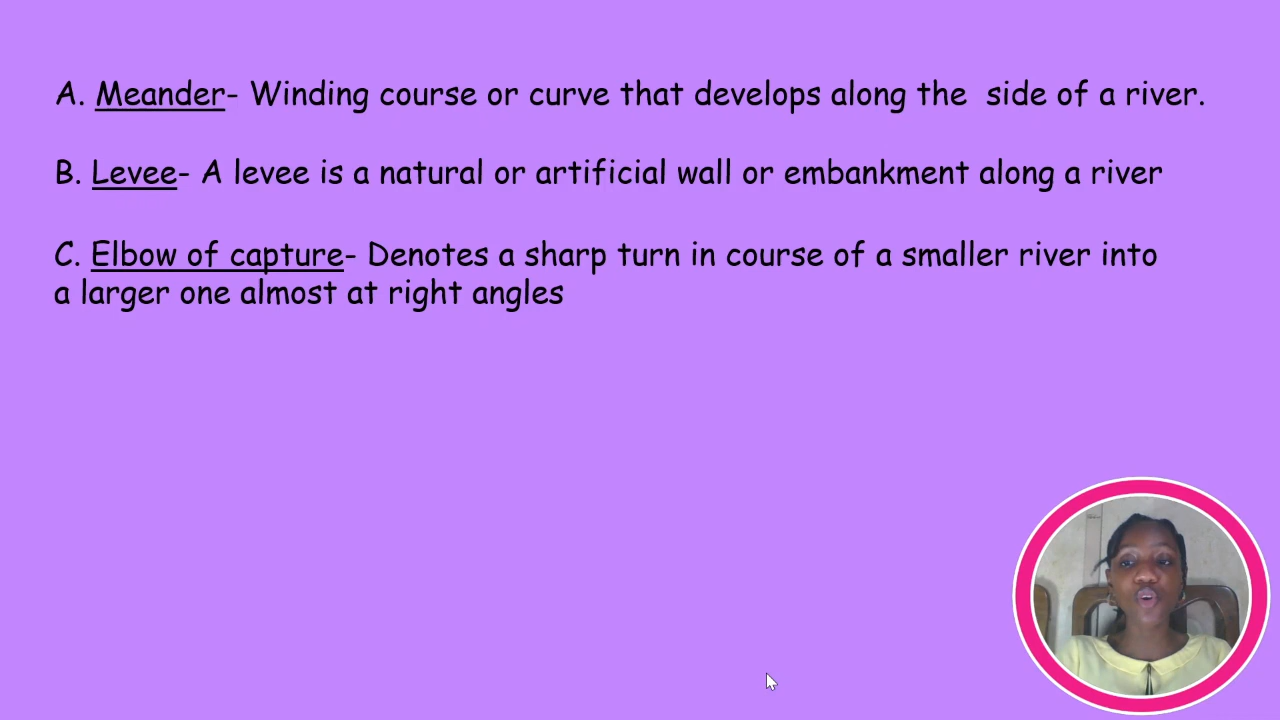 A. Meander- Winding course or curve that develops along the  side of a river.
B. Levee- A levee is a natural or artificial wall or embankment along a river
C. Elbow of capture- Denotes a sharp turn in course of a smaller river into
a larger one almost at right angles